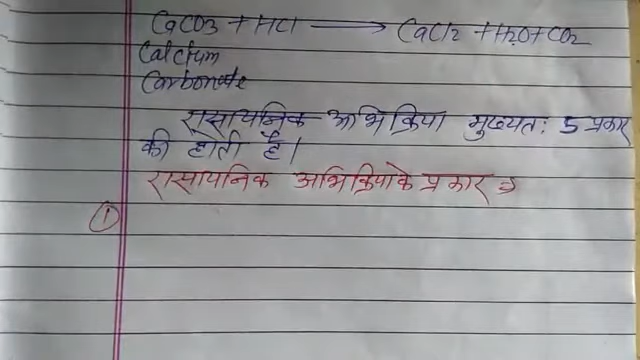 CaCO3 + HCl → CaCl2 + H2O + CO2
Calcium
Carbonate
रासायनिक अभिक्रिया मुख्यतः 5 प्रकार
की होती है।
रासायनिक अभिक्रिया के प्रकार ⇒
①